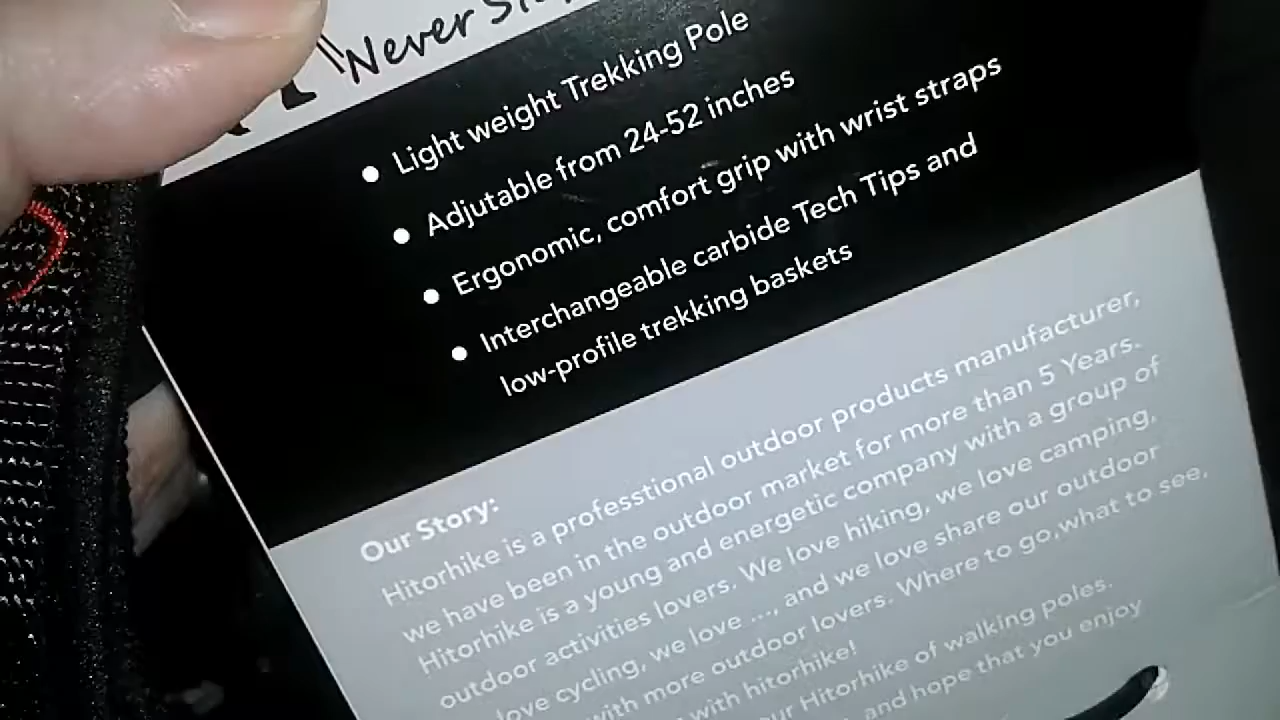 Never
Light weight Trekking Pole
Adjutable from 24-52 inches
Ergonomic, comfort grip with wrist straps
Interchangeable carbide Tech Tips and
low-profile trekking baskets
Our Story:
Hitorhike is a professtional outdoor products manufacturer,
we have been in the outdoor market for more than 5 Years.
Hitorhike is a young and energetic company with a group of
outdoor activities lovers. We love hiking, we love camping,
love cycling, we love ..., and we love share our outdoor
with more outdoor lovers. Where to go,what to see,
with hitorhike!
Hitorhike of walking poles.
and hope that you enjoy